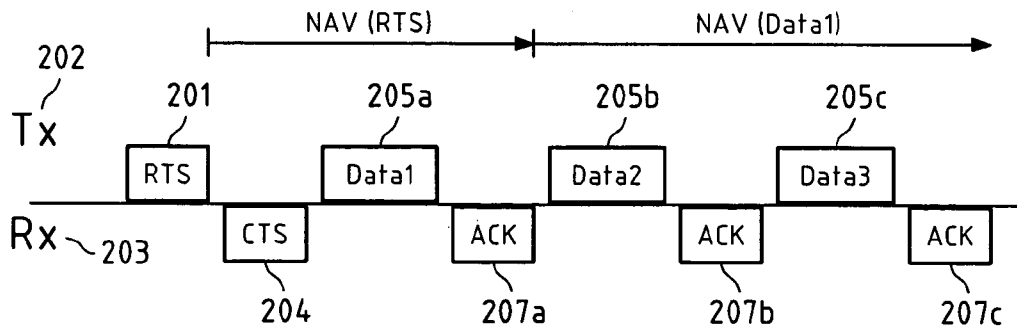 NAV (RTS) NAV (Data1)
202
201 205a 205b 205c
Tx
RTS Data1 Data2 Data3
Rx 203 CTS ACK ACK ACK
204 207a 207b 207c